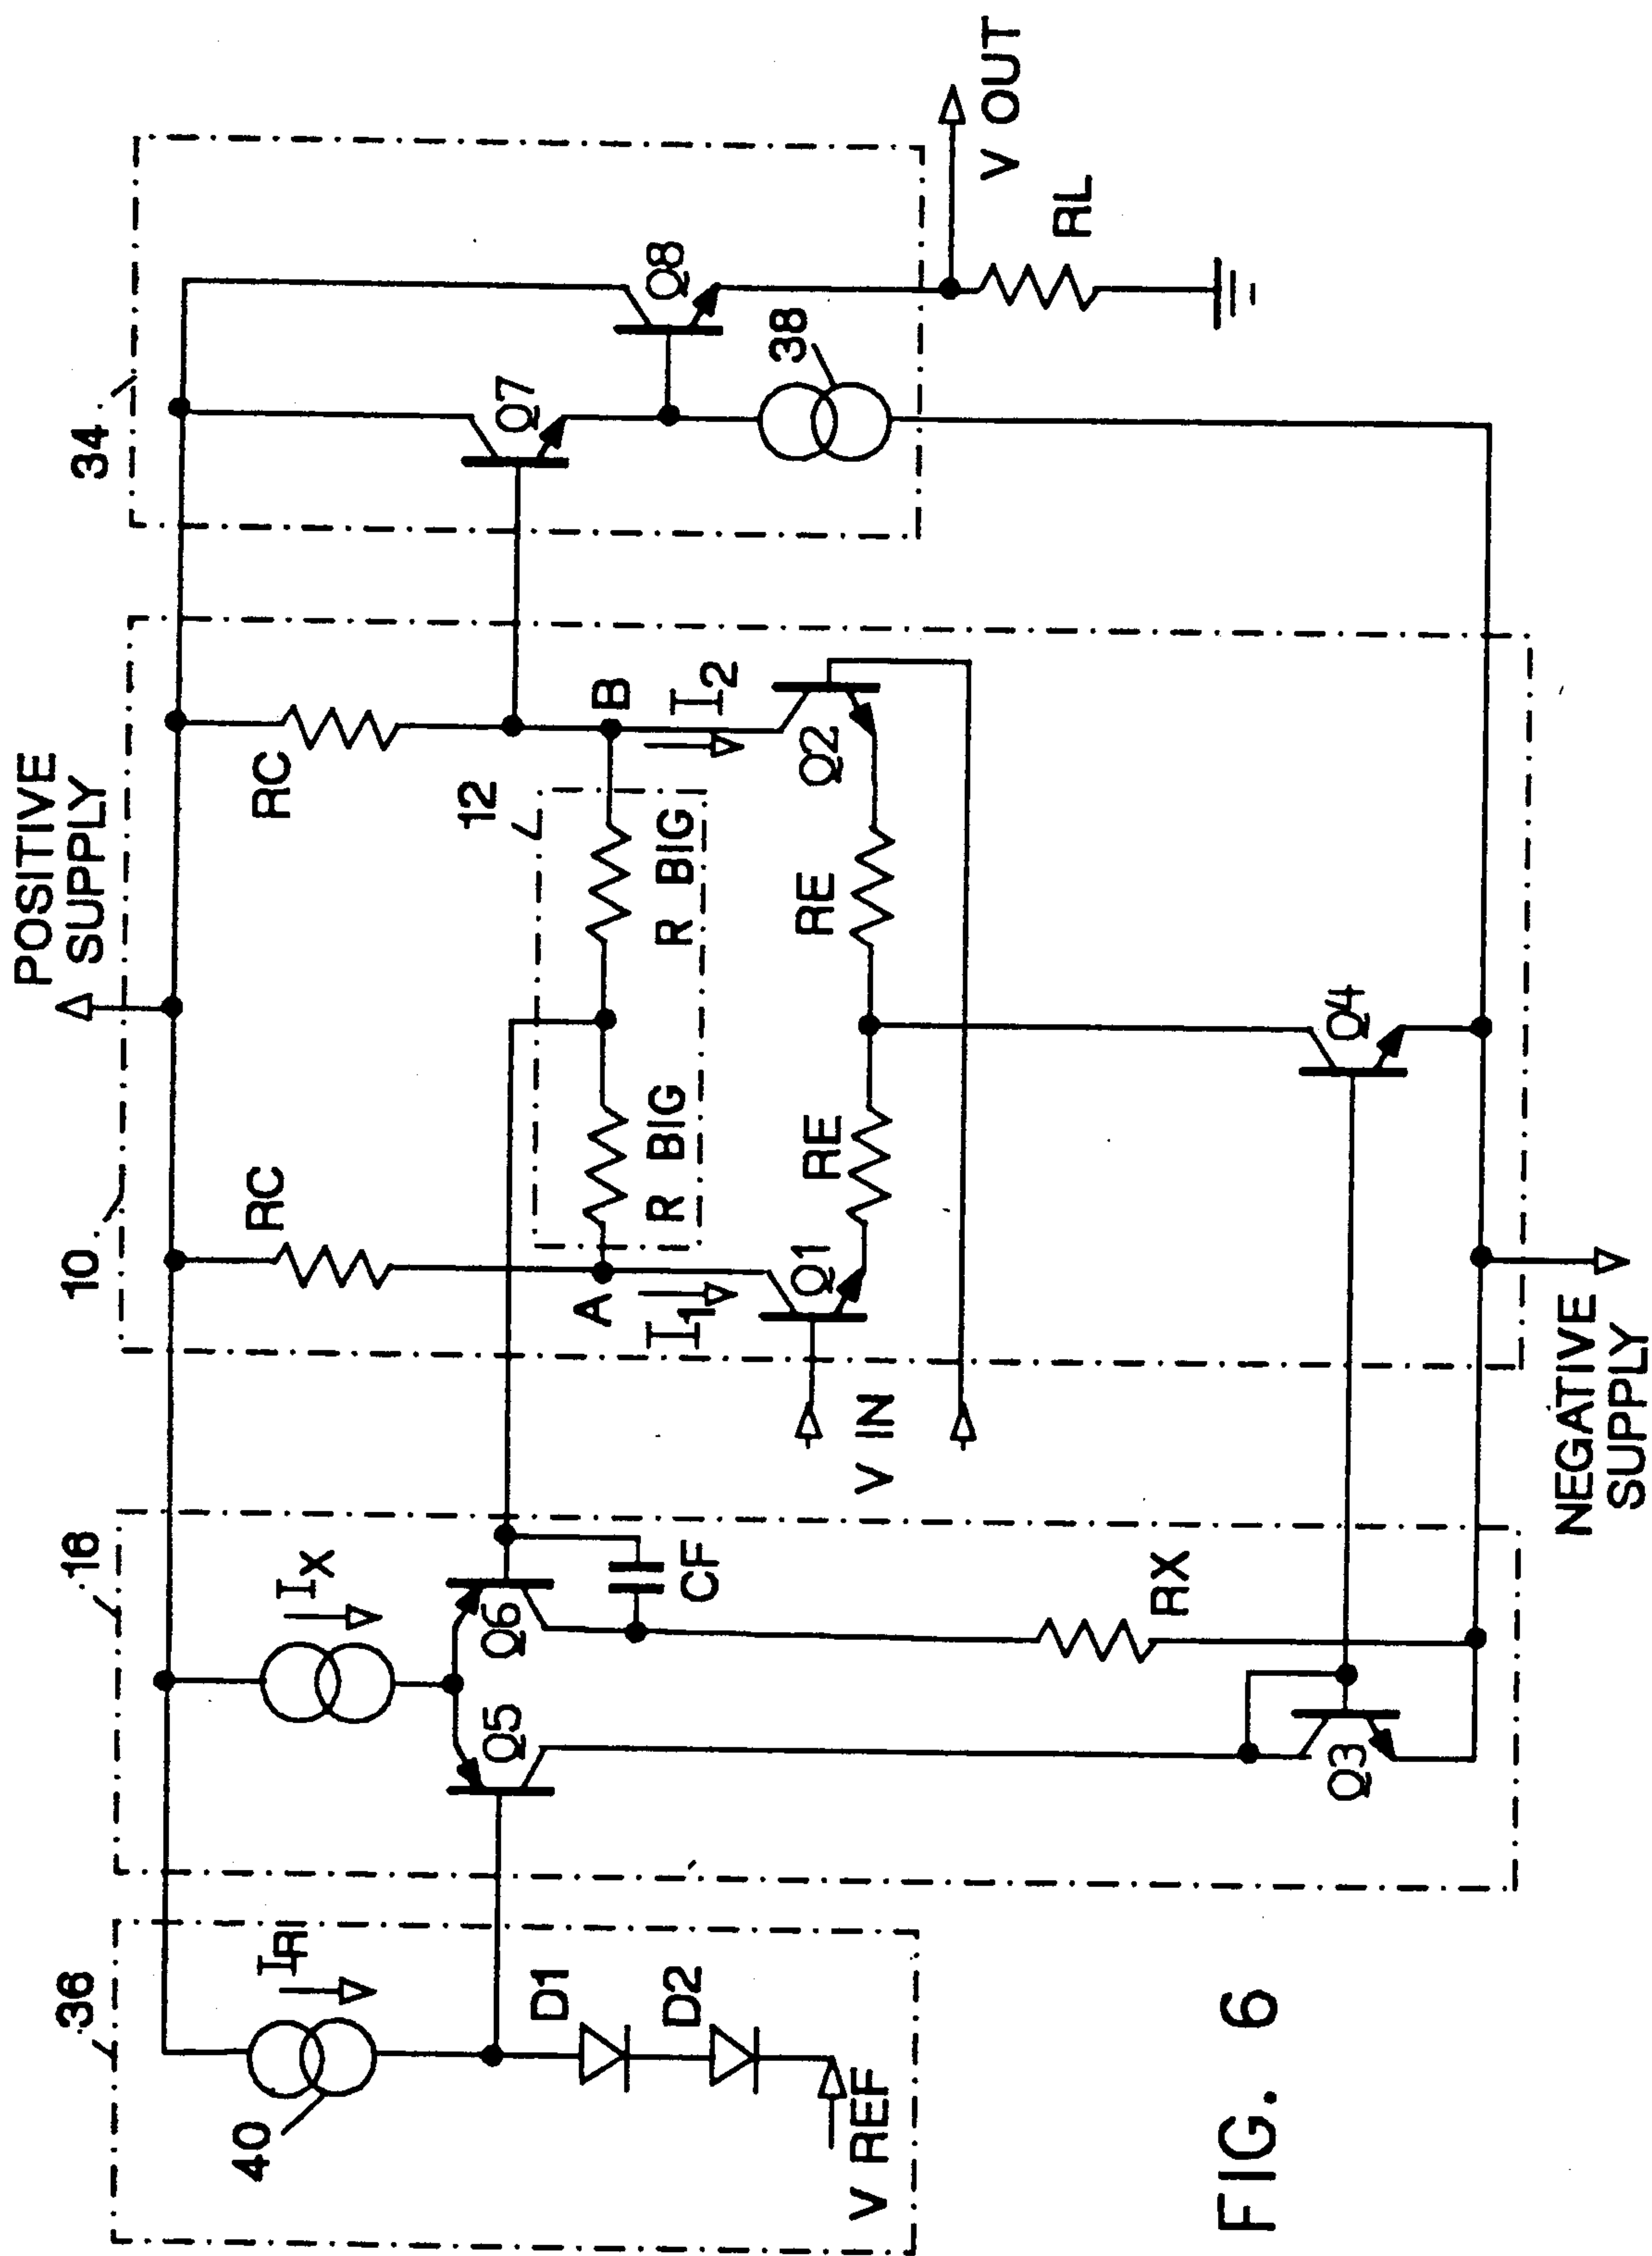 POSITIVE
SUPPLY
34
10
16
36
RC
RC
12
B
I2
A
I1
R BIG
R BIG
RE
RE
Q1
Q2
Q4
Q7
Q8
38
V OUT
RL
IX
Q6
Q5
CF
RX
Q3
V IN
IRI
40
D1
D2
V REF
NEGATIVE
SUPPLY
FIG. 6